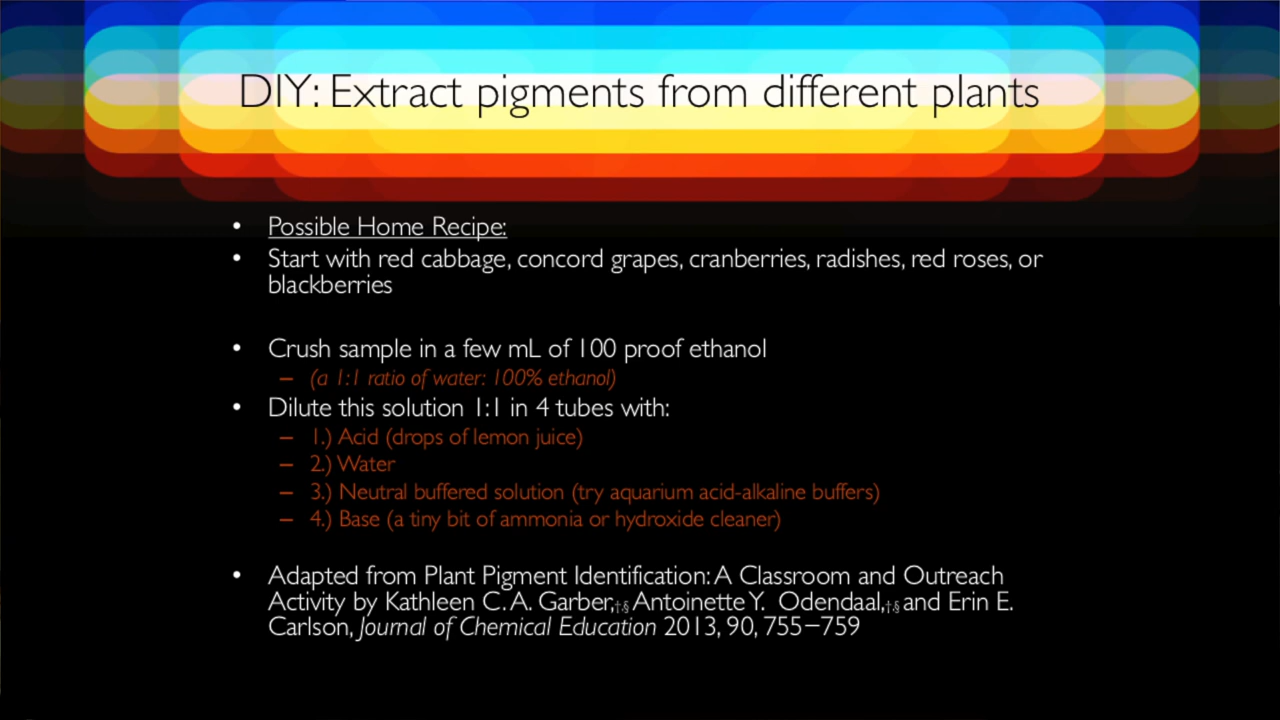 DIY: Extract pigments from different plants
• Possible Home Recipe:
• Start with red cabbage, concord grapes, cranberries, radishes, red roses, or
blackberries
• Crush sample in a few mL of 100 proof ethanol
– (a 1:1 ratio of water: 100% ethanol)
• Dilute this solution 1:1 in 4 tubes with:
– 1.) Acid (drops of lemon juice)
– 2.) Water
– 3.) Neutral buffered solution (try aquarium acid-alkaline buffers)
– 4.) Base (a tiny bit of ammonia or hydroxide cleaner)
• Adapted from Plant Pigment Identification: A Classroom and Outreach
Activity by Kathleen C. A. Garber,†,§ Antoinette Y. Odendaal,†,§ and Erin E.
Carlson, Journal of Chemical Education 2013, 90, 755−759